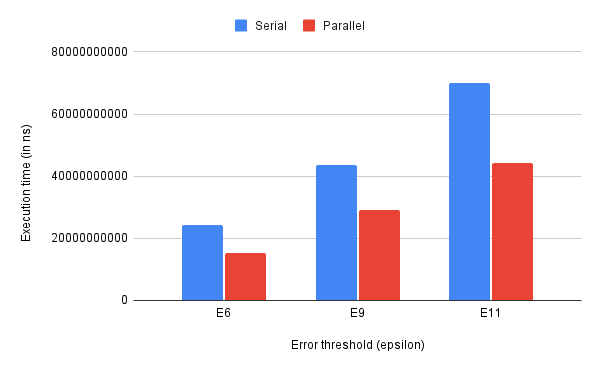 Serial Parallel
80000000000
60000000000
40000000000
20000000000
0
Execution time (in ns)
E6 E9 E11
Error threshold (epsilon)